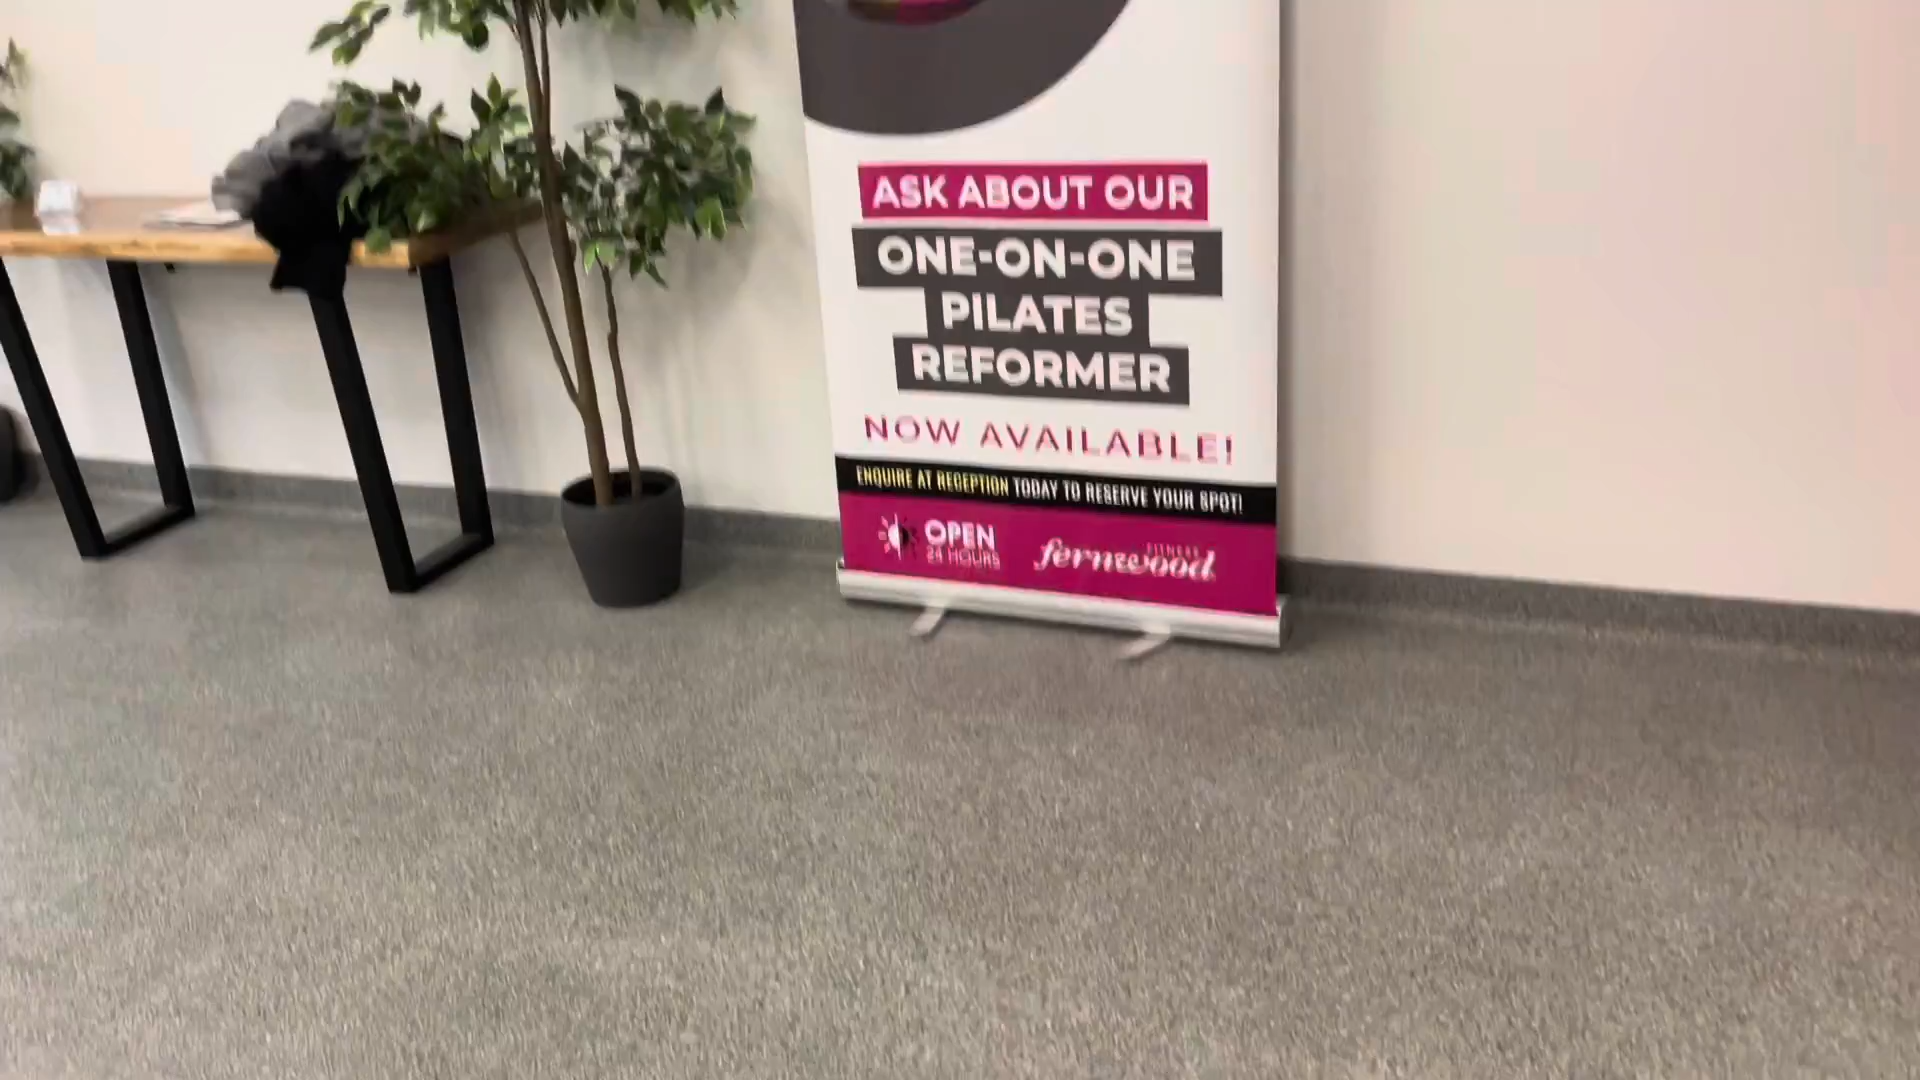 ASK ABOUT OUR
ONE-ON-ONE
PILATES
REFORMER
NOW AVAILABLE!
ENQUIRE AT RECEPTION TODAY TO RESERVE YOUR SPOT!
OPEN
24 HOURS
FITNESS
fernwood